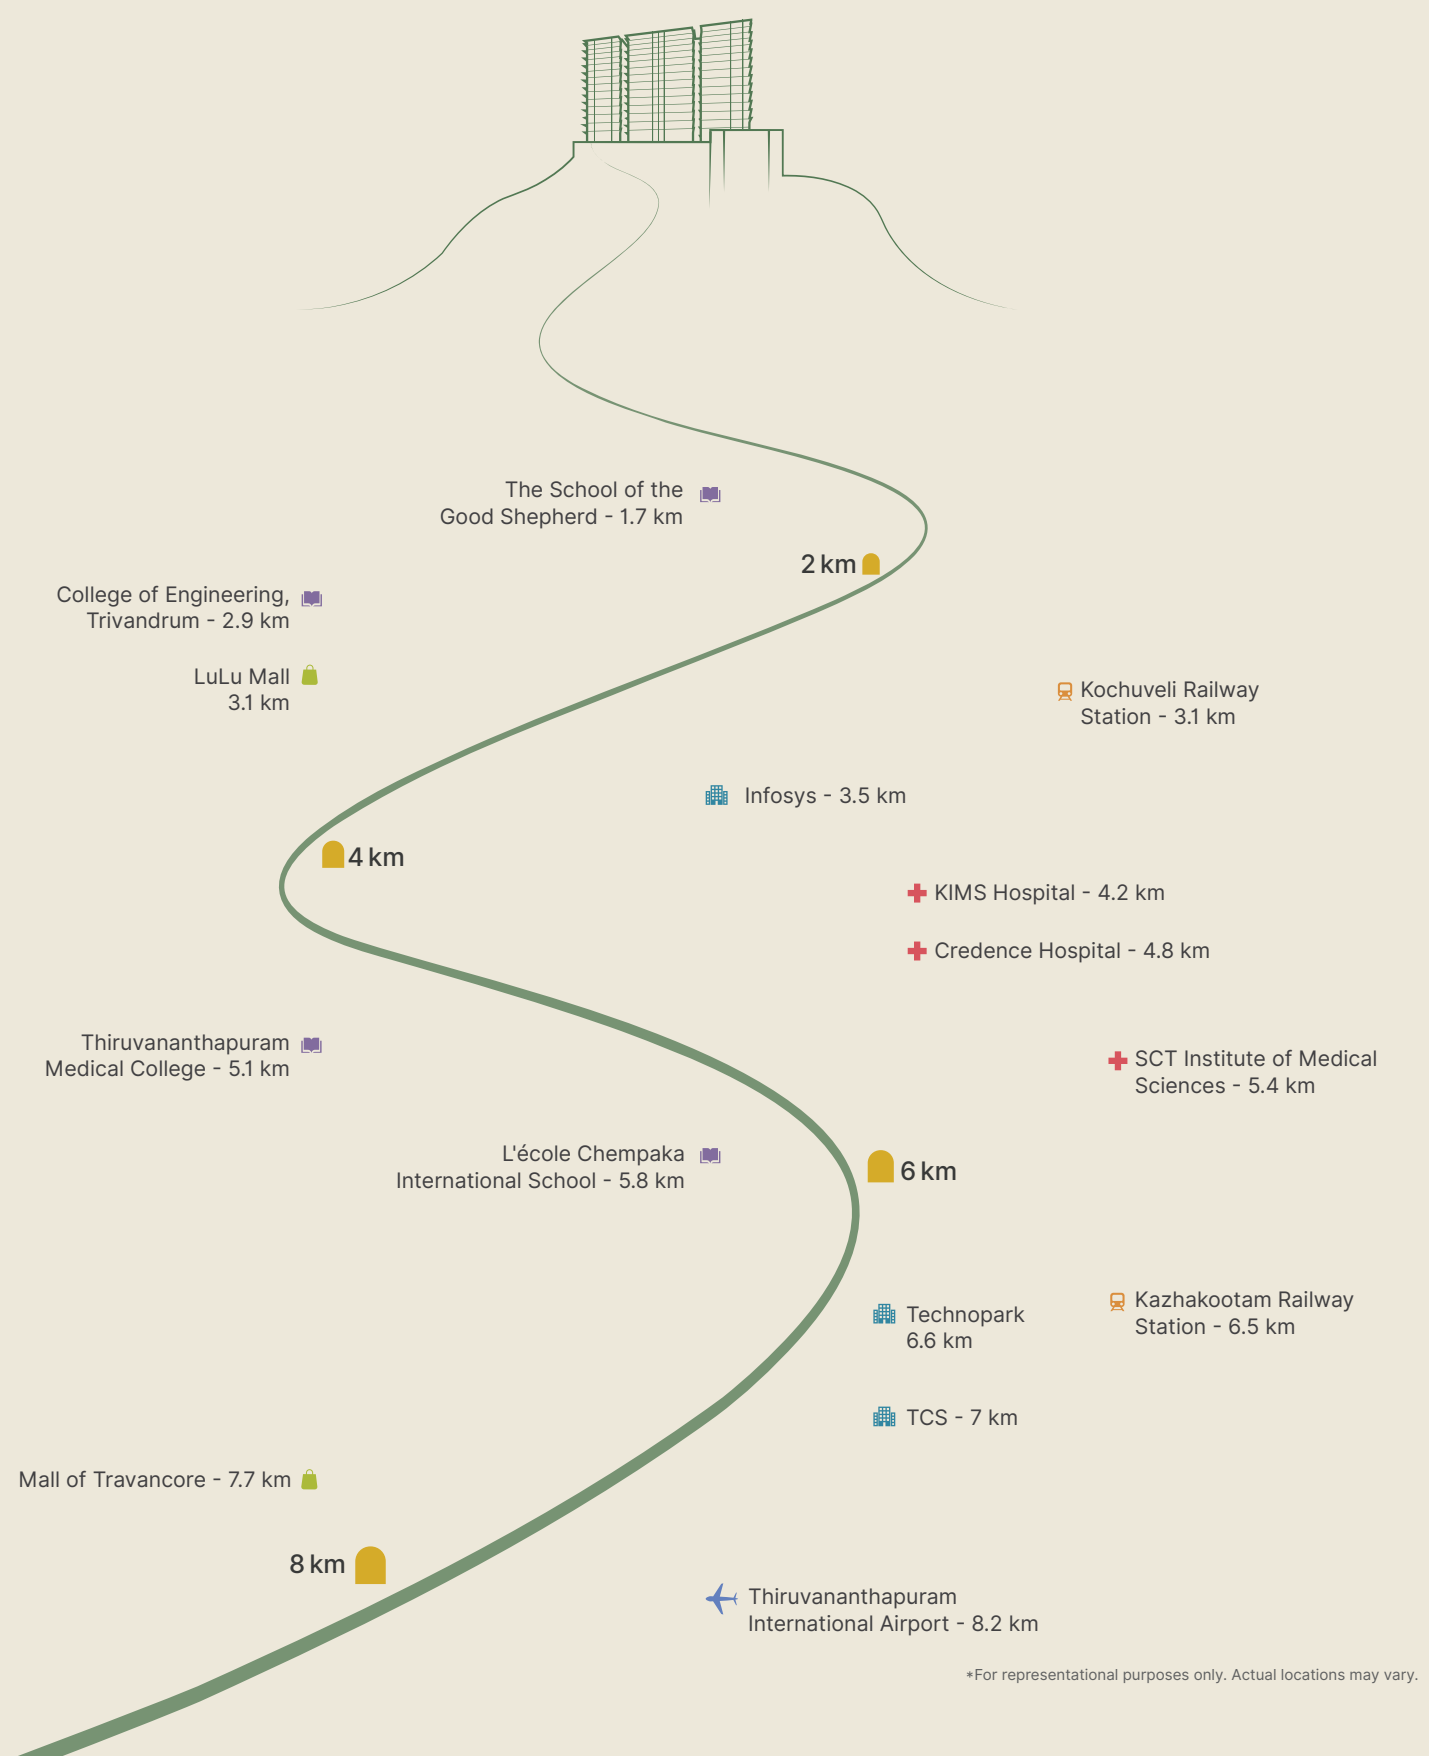 The School of the
Good Shepherd - 1.7 km
2 km
College of Engineering,
Trivandrum - 2.9 km
LuLu Mall
3.1 km
Kochuveli Railway
Station - 3.1 km
Infosys - 3.5 km
4 km
KIMS Hospital - 4.2 km
Credence Hospital - 4.8 km
Thiruvananthapuram
Medical College - 5.1 km
SCT Institute of Medical
Sciences - 5.4 km
L'école Chempaka
International School - 5.8 km
6 km
Technopark
6.6 km
Kazhakootam Railway
Station - 6.5 km
TCS - 7 km
Mall of Travancore - 7.7 km
8 km
Thiruvananthapuram
International Airport - 8.2 km
*For representational purposes only. Actual locations may vary.